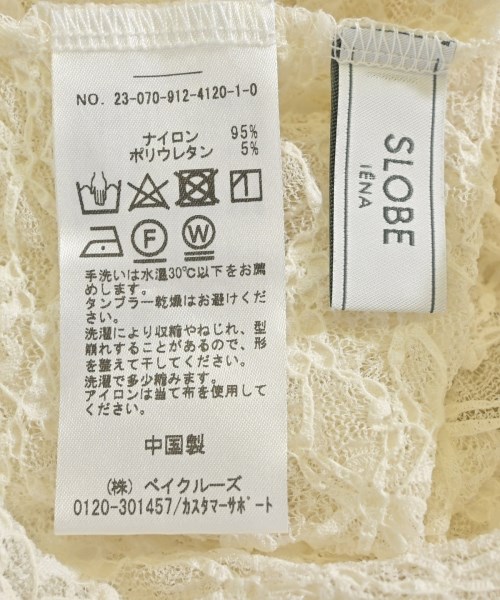 NO. 23-070-912-4120-1-0
ナイロン 95%
ポリウレタン 5%
F
W
手洗いは水温30℃以下をお薦
めします。
タンブラー乾燥はお避けくだ
さい。
洗濯により収縮やねじれ、型
崩れすることがあるので、形
を整えて干してください。
洗濯で多少縮みます。
アイロンは当て布を使用して
ください。
中国製
(株) ベイクルーズ
0120-301457/カスタマーサポート
SLOBE
IÉNA